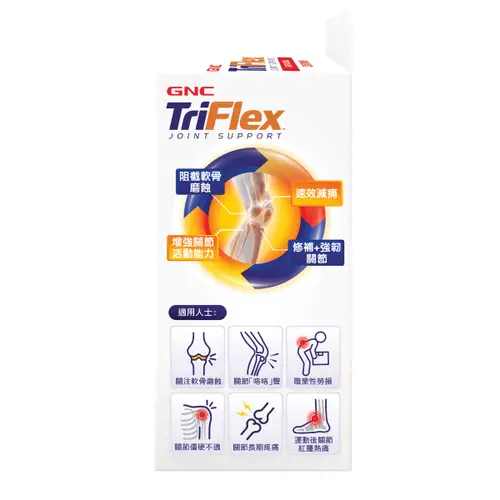 GNC
TriFlex
JOINT SUPPORT
阻截軟骨
磨蝕
速效減痛
增強關節
活動能力
修補+強韌
關節
適用人士：
關注軟骨磨蝕
關節「咯咯」聲
職業性勞損
關節僵硬不適
關節長期疼痛
運動後關節
紅腫熱痛